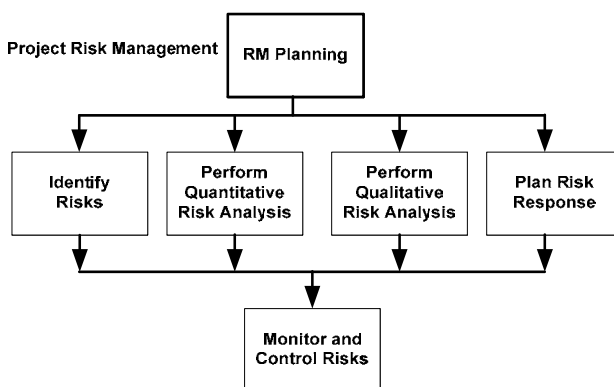 Project Risk Management
RM Planning
Identify
Risks
Perform
Quantitative
Risk Analysis
Perform
Qualitative
Risk Analysis
Plan Risk
Response
Monitor and
Control Risks